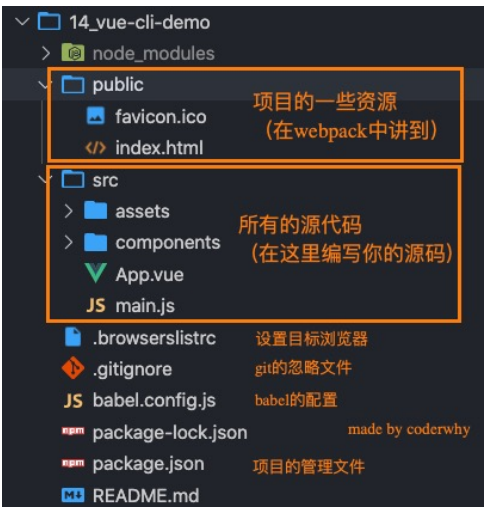 14_vue-cli-demo
node_modules
public
favicon.ico
项目的一些资源
（在webpack中讲到）
index.html
src
assets
components
所有的源代码
（在这里编写你的源码）
App.vue
JS main.js
.browserslistrc 设置目标浏览器
.gitignore git的忽略文件
JS babel.config.js babel的配置
npm package-lock.json made by coderwhy
npm package.json 项目的管理文件
M↓ README.md